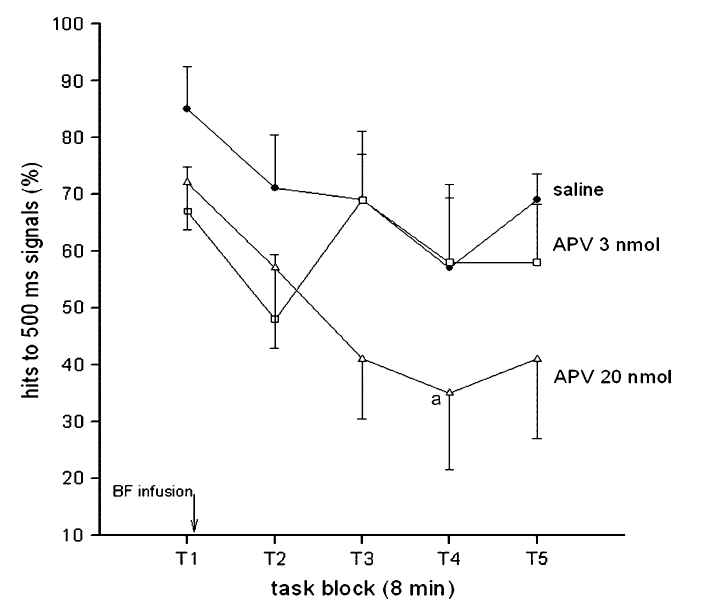 hits to 500 ms signals (%)
100
90
80
70
60
50
40
30
20
10
saline
APV 3 nmol
APV 20 nmol
a
BF infusion
T1 T2 T3 T4 T5
task block (8 min)